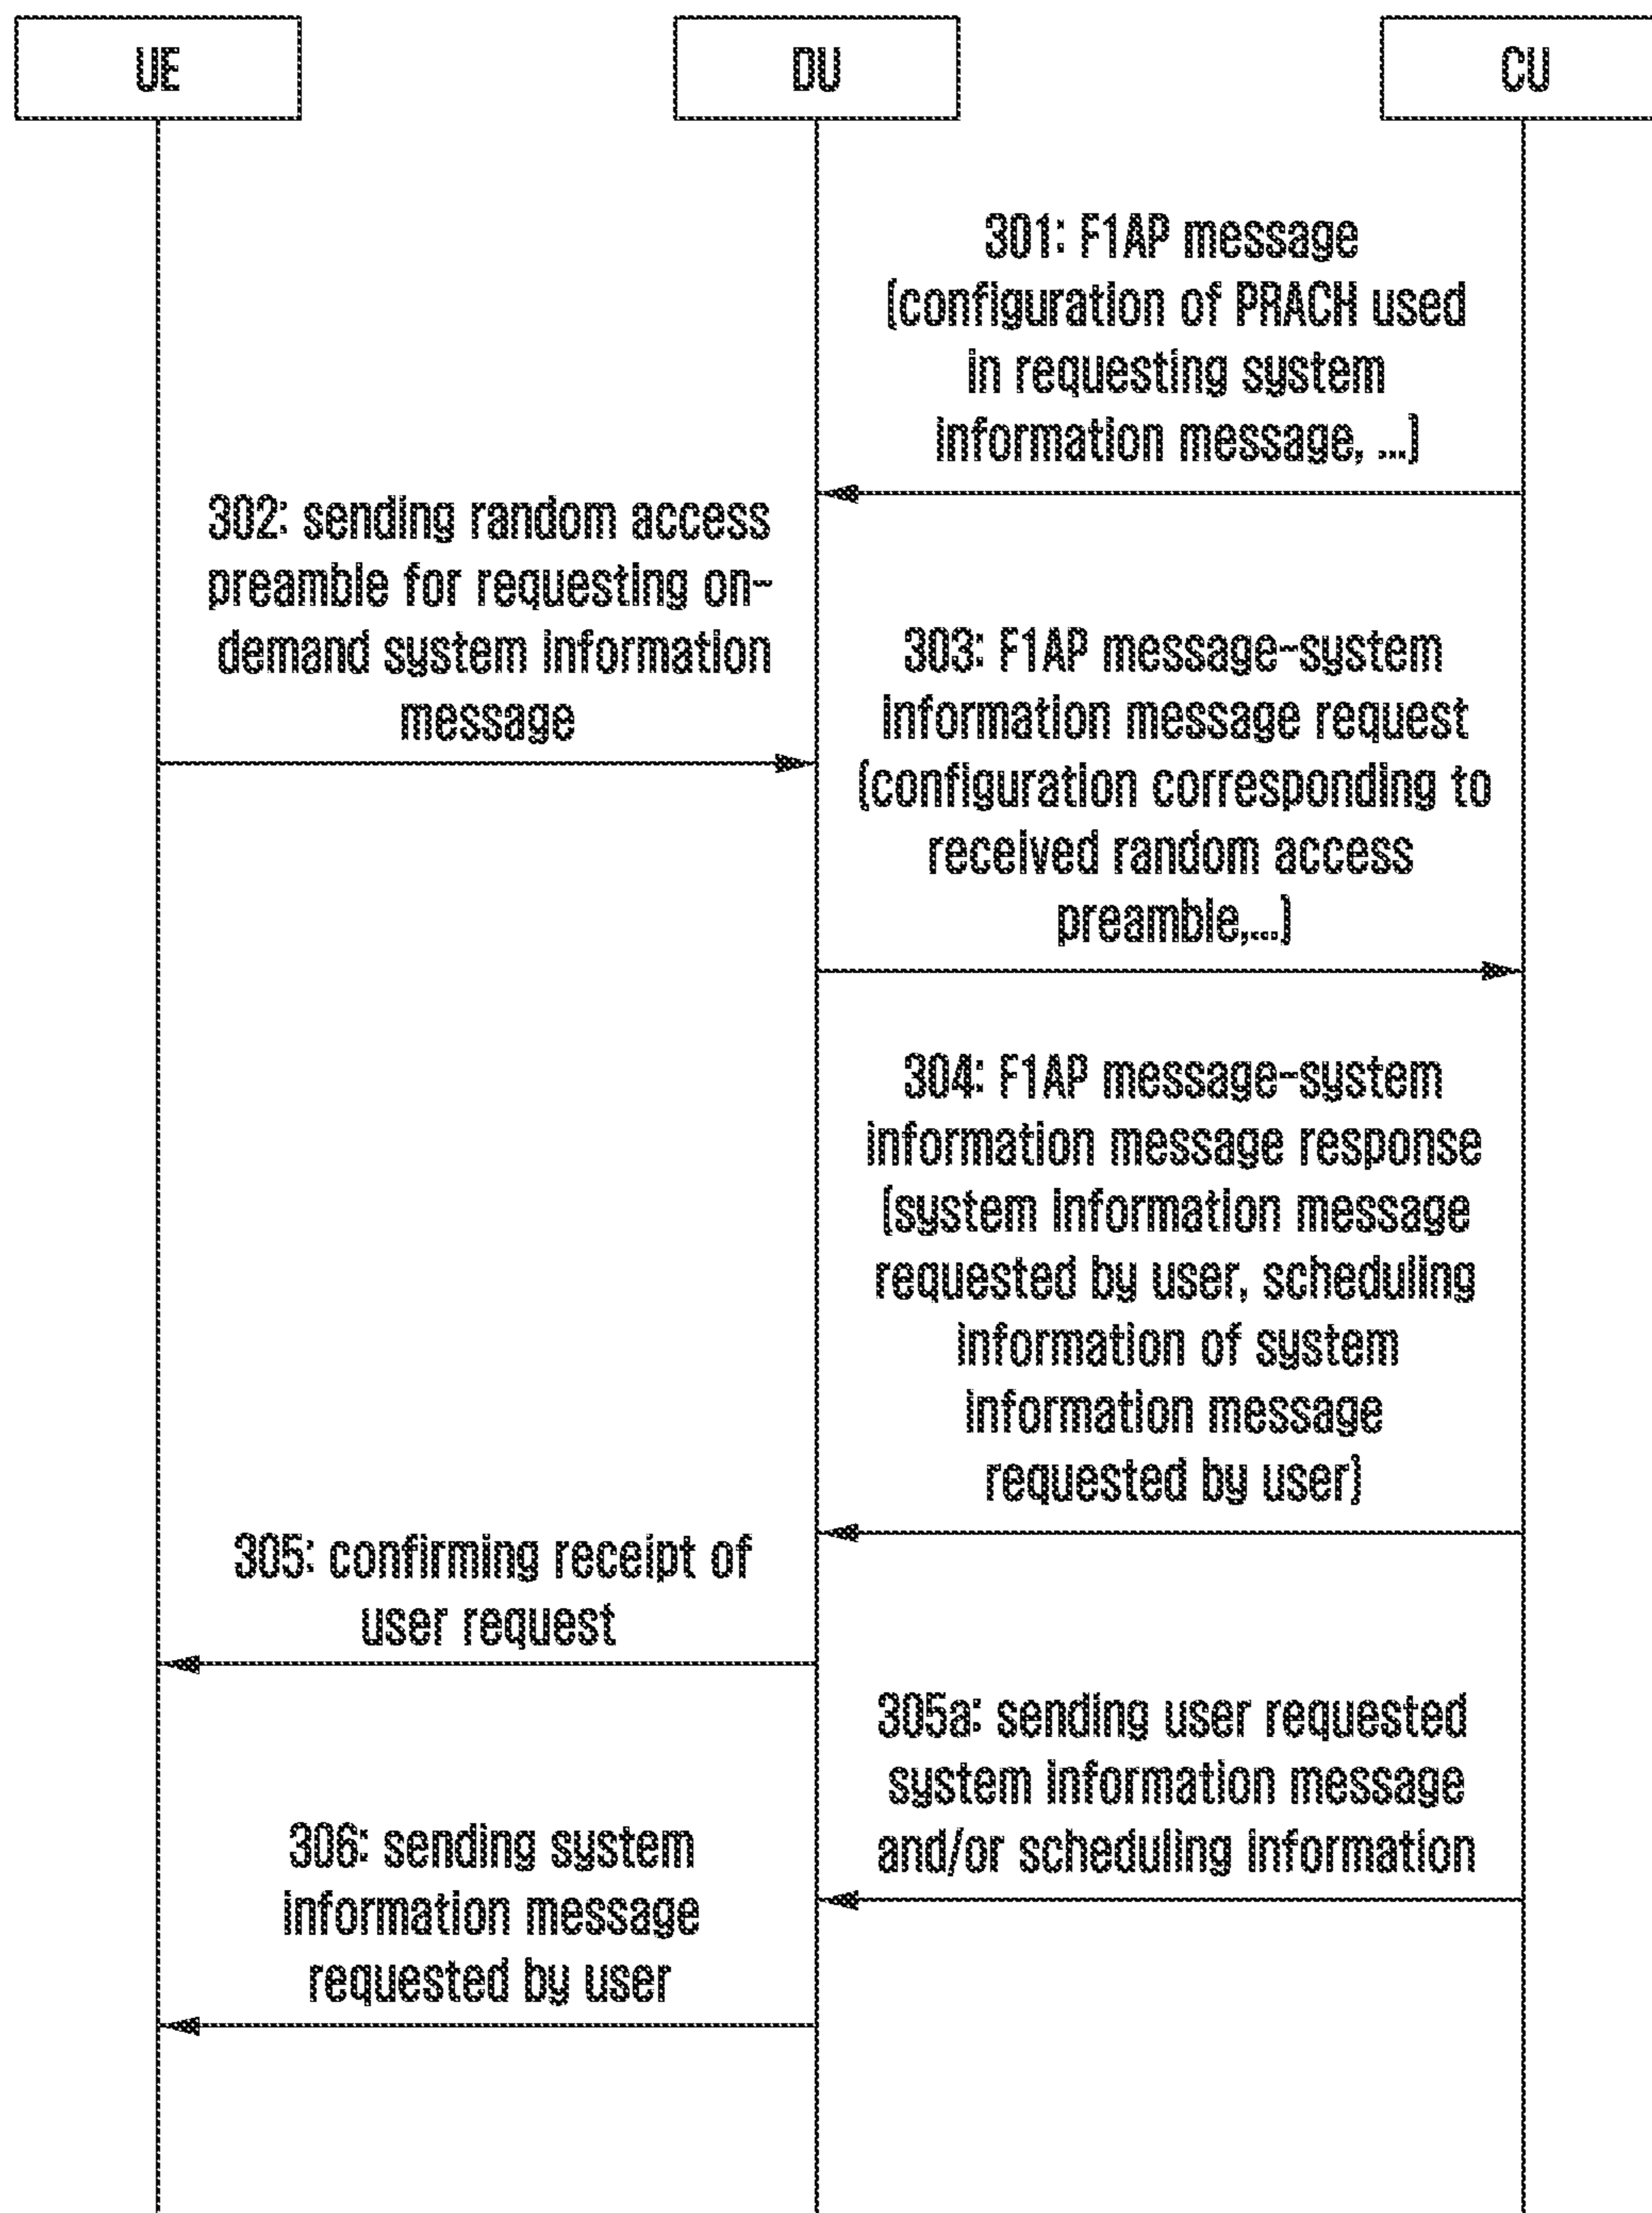 UE
DU
CU
301: F1AP message
(configuration of PRACH used
in requesting system
information message, ...)
302: sending random access
preamble for requesting on-
demand system information
message
303: F1AP message-system
information message request
(configuration corresponding to
received random access
preamble,...)
304: F1AP message-system
information message response
(system information message
requested by user, scheduling
information of system
information message
requested by user)
305: confirming receipt of
user request
305a: sending user requested
system information message
and/or scheduling information
306: sending system
information message
requested by user